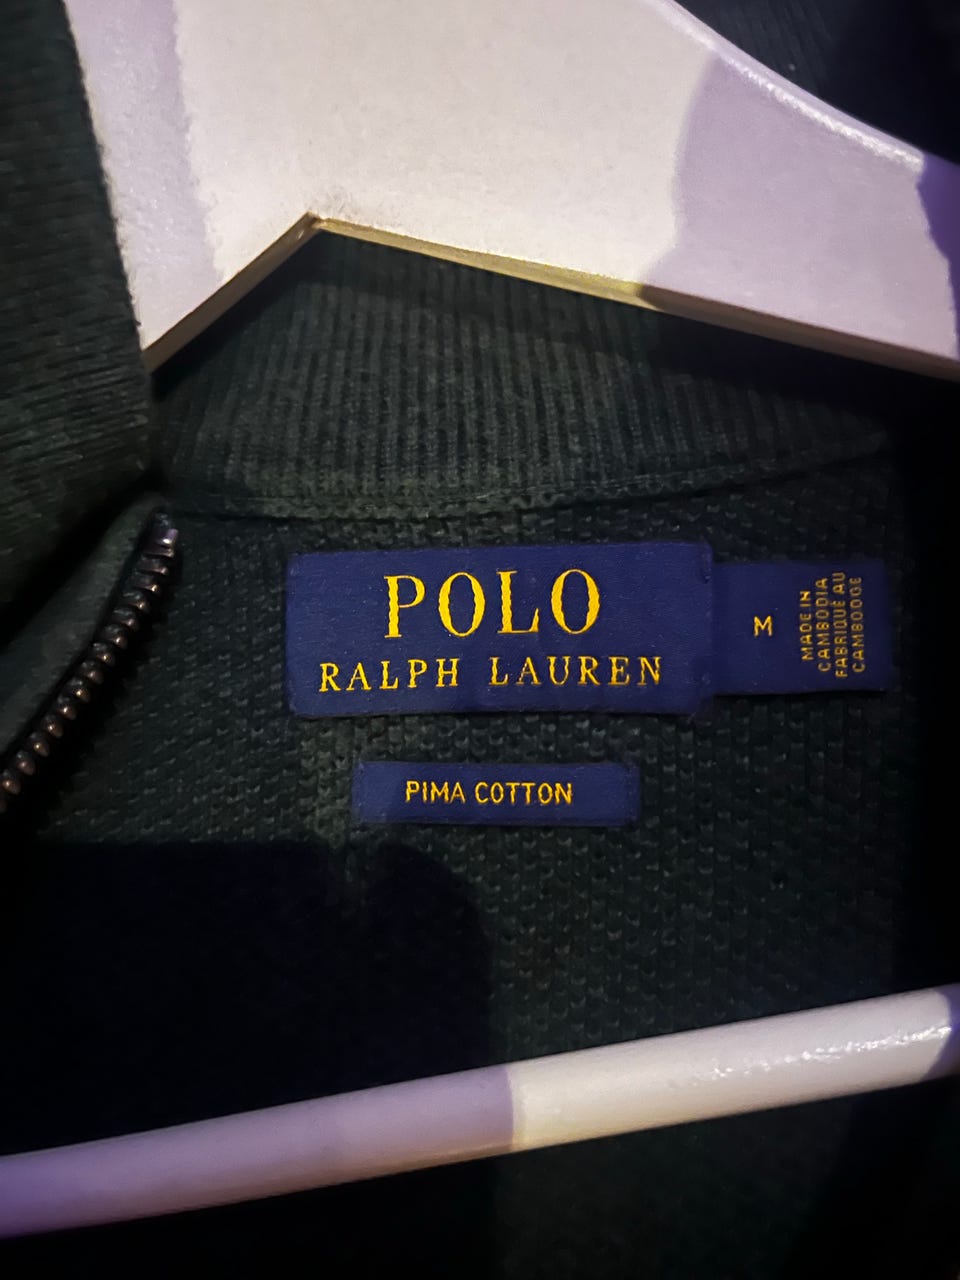 POLO
RALPH LAUREN
M
MADE IN
CAMBODIA
FABRIQUÉ AU
CAMBODGE
PIMA COTTON